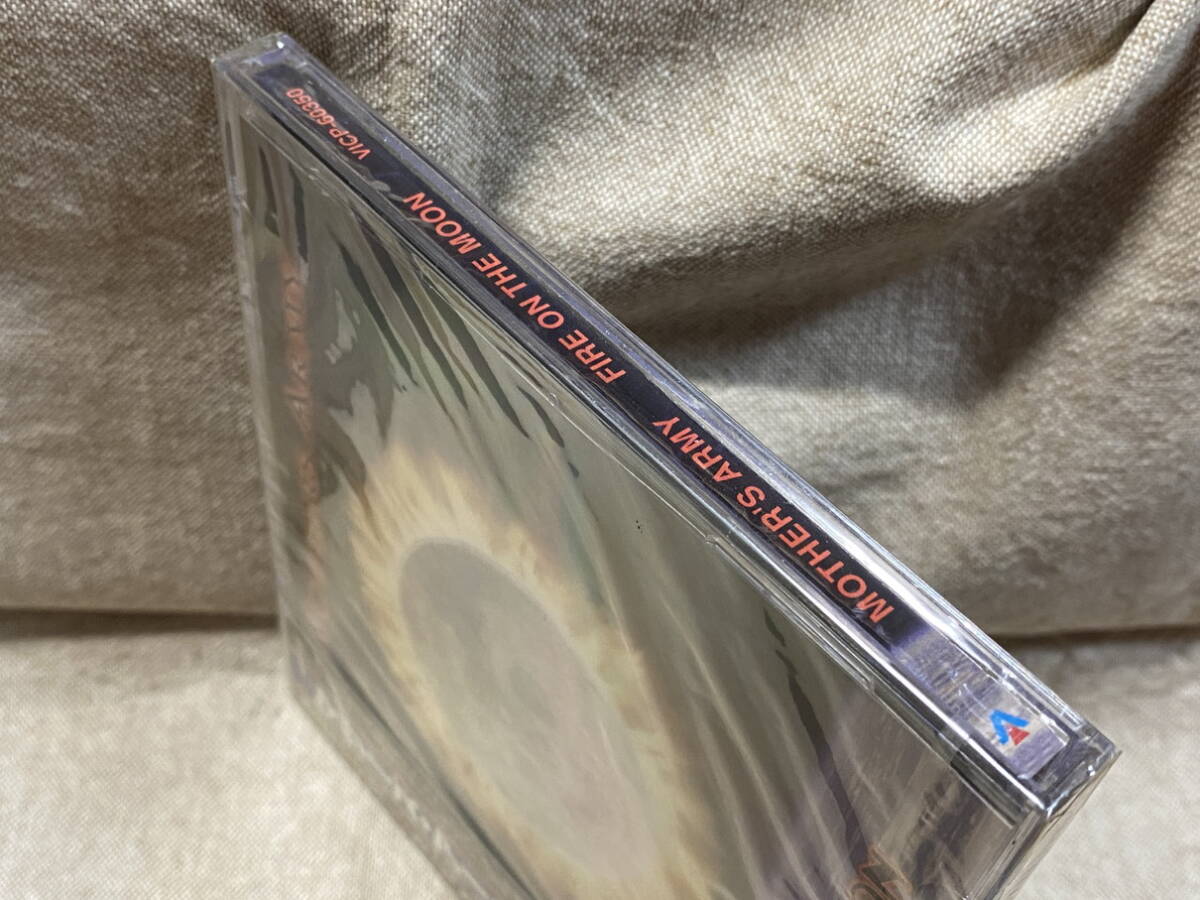 MOTHER'S ARMY FIRE ON THE MOON VICP-60350